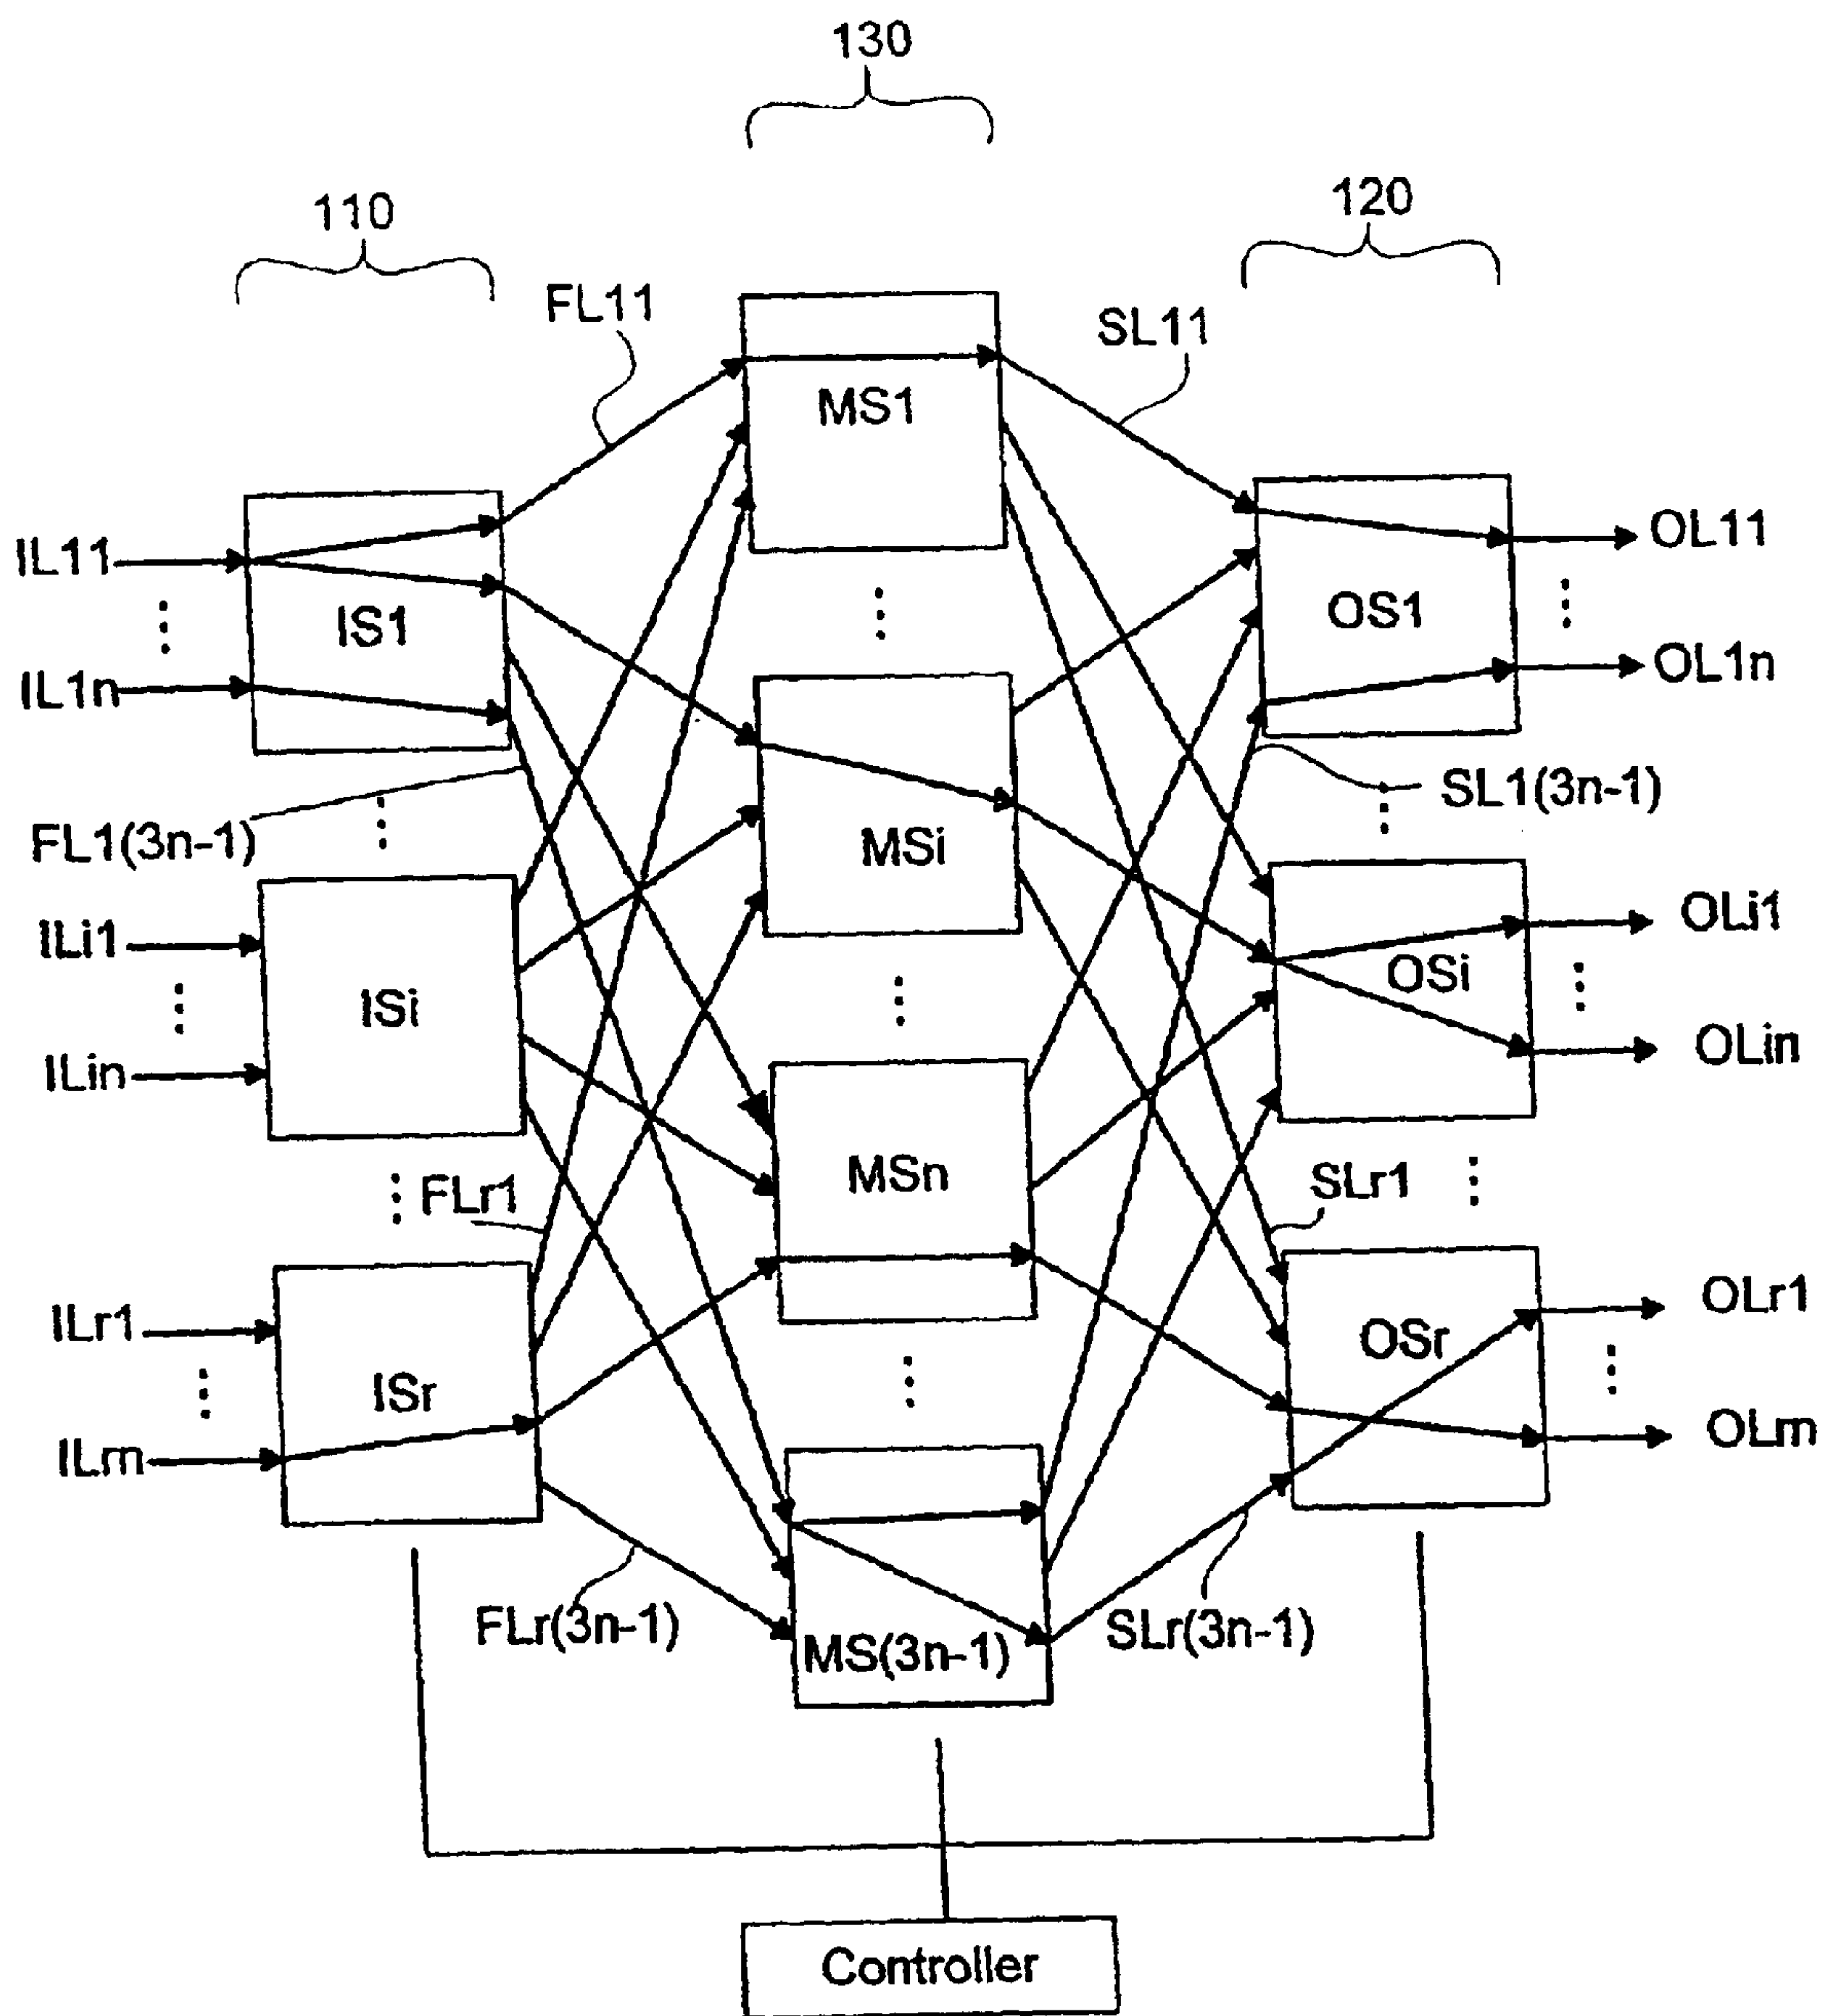 130
110
120
FL11
SL11
MS1
IL11
IS1
OS1
OL11
IL1n
OL1n
FL1(3n-1)
SL1(3n-1)
MSi
ILi1
ISi
OSi
OLi1
ILin
OLin
MSn
FLr1
SLr1
ILr1
ISr
OSr
OLr1
ILrn
OLrn
FLr(3n-1)
MS(3n-1)
SLr(3n-1)
Controller